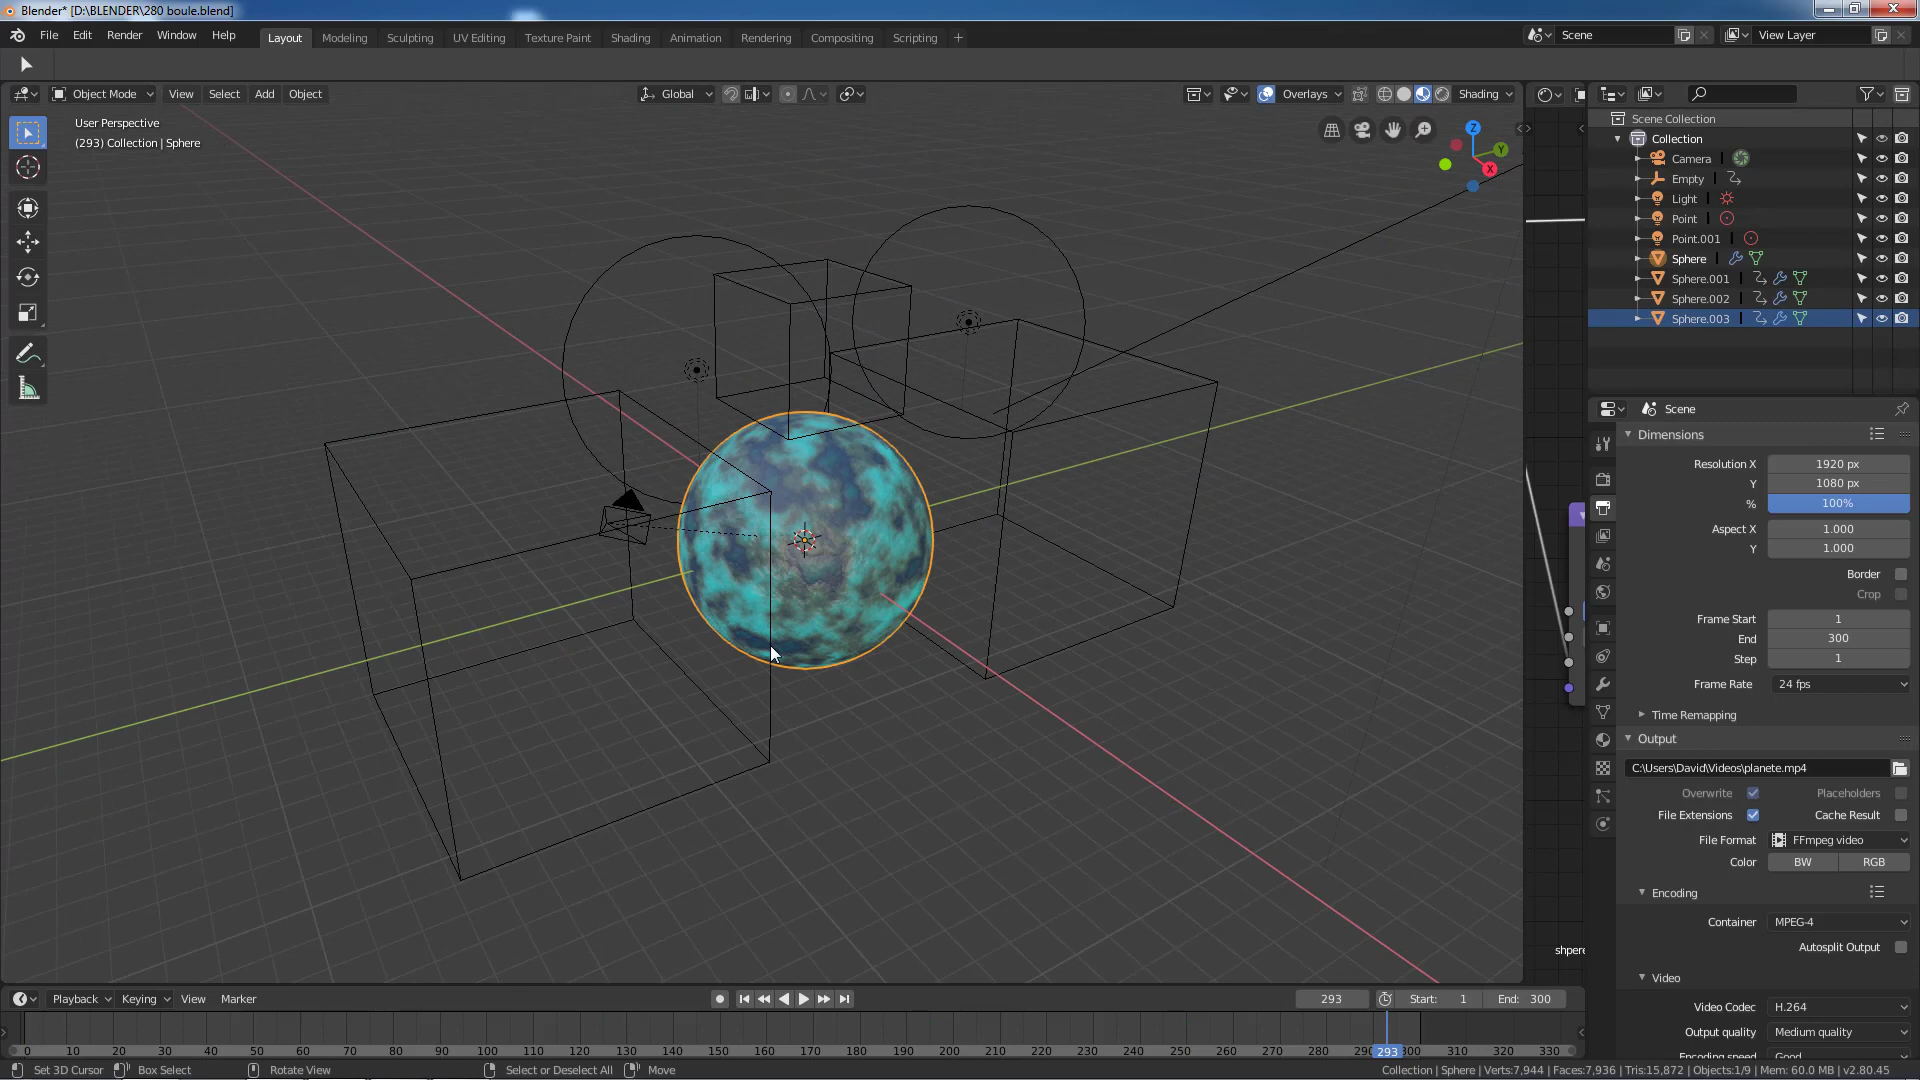 Blender* [D:\BLENDER\280 boule.blend]
File Edit Render Window Help Layout Modeling Sculpting UV Editing Texture Paint Shading Animation Rendering Compositing Scripting + Scene View Layer
Object Mode View Select Add Object Global Overlays Shading
User Perspective
(293) Collection | Sphere
Z
Y
X
Scene Collection
Collection
Camera
Empty
Light
Point
Point.001
Sphere
Sphere.001
Sphere.002
Sphere.003
Scene
Dimensions
Resolution X 1920 px
Y 1080 px
% 100%
Aspect X 1.000
Y 1.000
Border
Crop
Frame Start 1
End 300
Step 1
Frame Rate 24 fps
Time Remapping
Output
C:\Users\David\Videos\planete.mp4
Overwrite Placeholders
File Extensions Cache Result
File Format FFmpeg video
Color BW RGB
Encoding
Container MPEG-4
Autosplit Output
Video
Video Codec H.264
Output quality Medium quality
Encoding speed Good
shpere
Playback Keying View Marker 293 Start: 1 End: 300
0 10 20 30 40 50 60 70 80 90 100 110 120 130 140 150 160 170 180 190 200 210 220 230 240 250 260 270 280 290 293 300 310 320 330
Set 3D Cursor Box Select Rotate View Select or Deselect All Move Collection | Sphere | Verts:7,944 | Faces:7,936 | Tris:15,872 | Objects:1/9 | Mem: 60.0 MB | v2.80.45